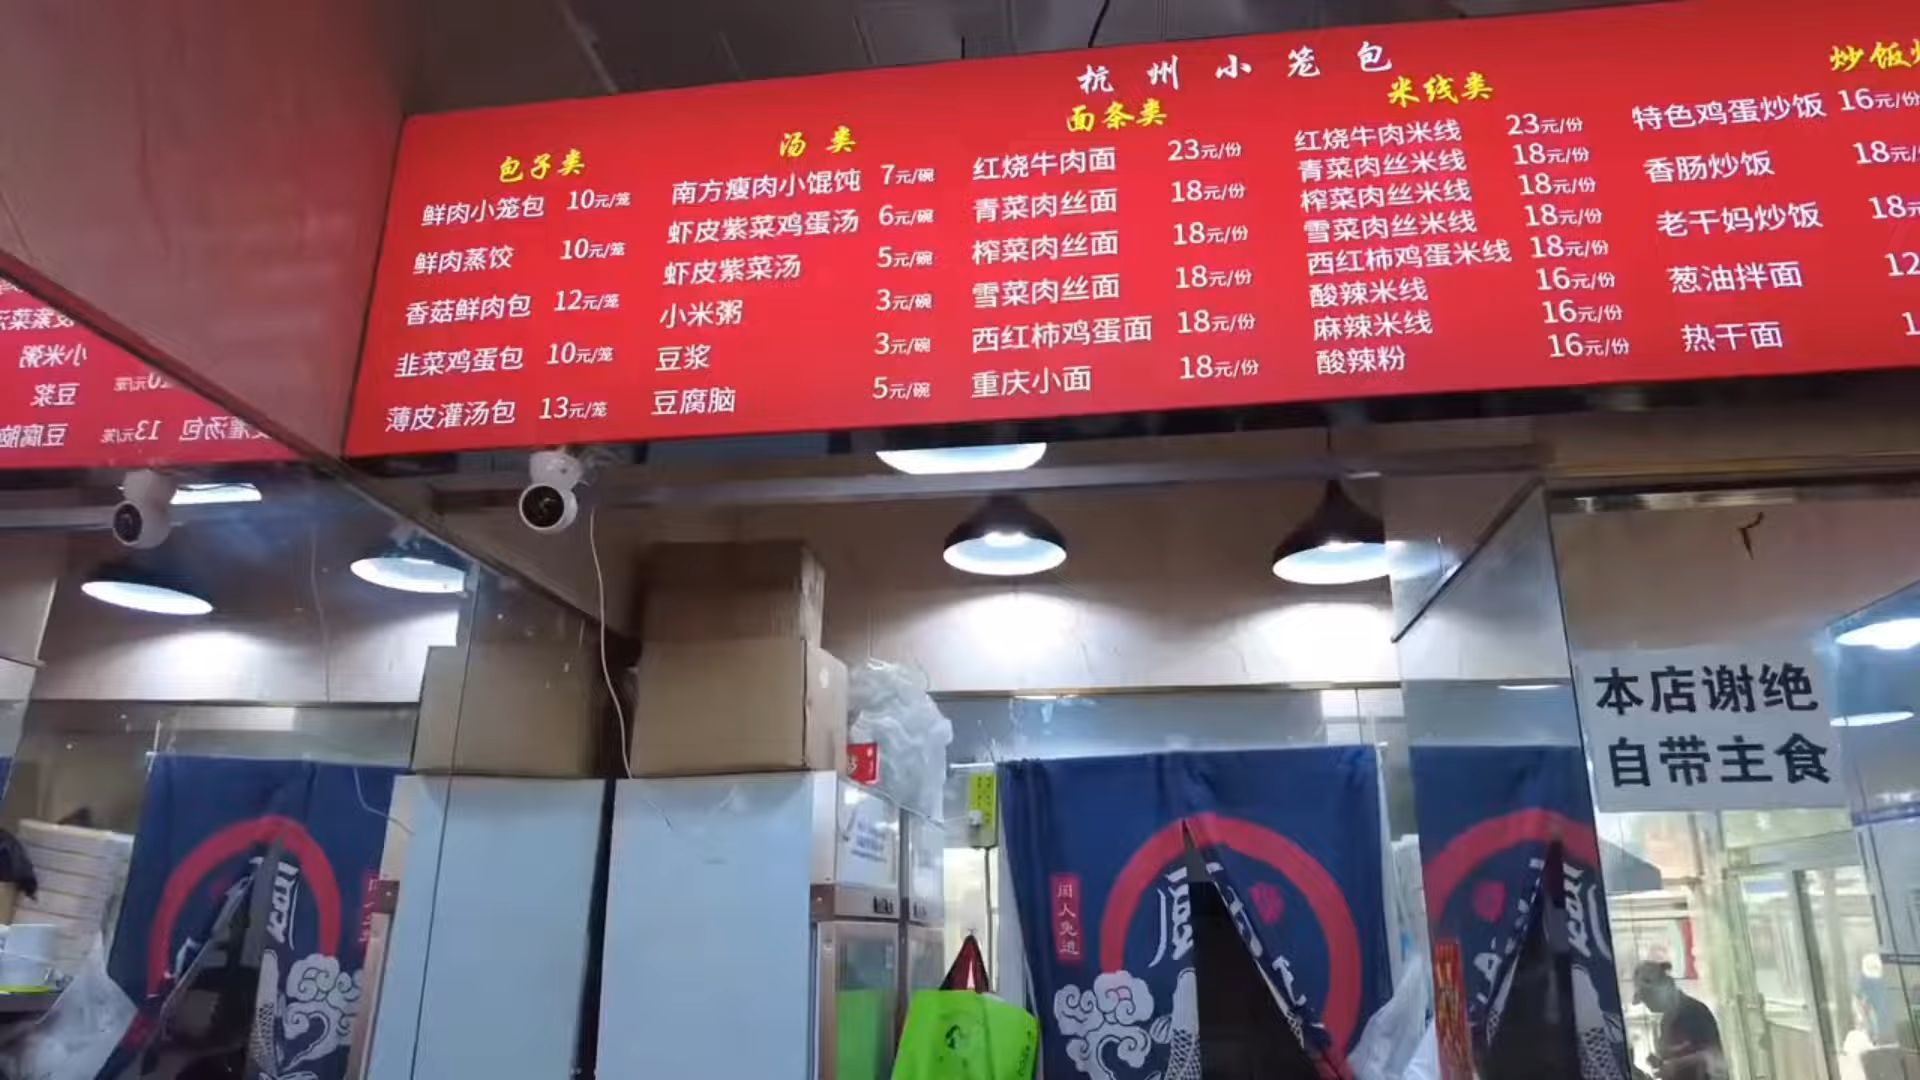 杭州小笼包
包子类
鲜肉小笼包 10元/笼
鲜肉蒸饺 10元/笼
香菇鲜肉包 12元/笼
韭菜鸡蛋包 10元/笼
薄皮灌汤包 13元/笼
汤类
南方瘦肉小馄饨 7元/碗
虾皮紫菜鸡蛋汤 6元/碗
虾皮紫菜汤 5元/碗
小米粥 3元/碗
豆浆 3元/碗
豆腐脑 5元/碗
面条类
红烧牛肉面 23元/份
青菜肉丝面 18元/份
榨菜肉丝面 18元/份
雪菜肉丝面 18元/份
西红柿鸡蛋面 18元/份
重庆小面 18元/份
米线类
红烧牛肉米线 23元/份
青菜肉丝米线 18元/份
榨菜肉丝米线 18元/份
雪菜肉丝米线 18元/份
西红柿鸡蛋米线 18元/份
酸辣米线 16元/份
麻辣米线 16元/份
酸辣粉 16元/份
炒饭
特色鸡蛋炒饭 16元/份
香肠炒饭 18元/
老干妈炒饭 18元
葱油拌面 12
热干面
本店谢绝
自带主食
闲人免进
厨